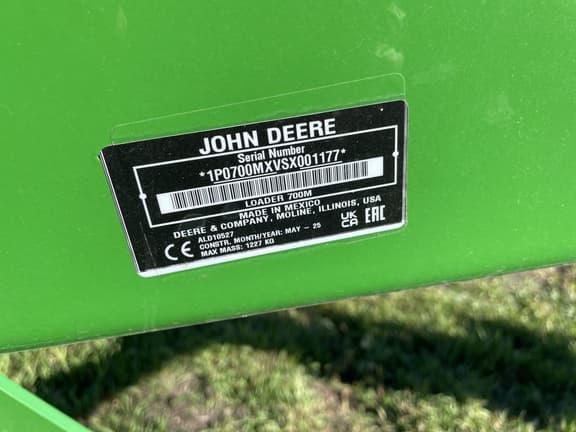 JOHN DEERE
Serial Number
*1P0700MXVSX001177*
LOADER 700M
MADE IN MEXICO
DEERE & COMPANY, MOLINE, ILLINOIS, USA
ALD10527
CONSTR. MONTH/YEAR: MAY - 25
MAX MASS: 1227 KG
CE
UK
CA
EAC